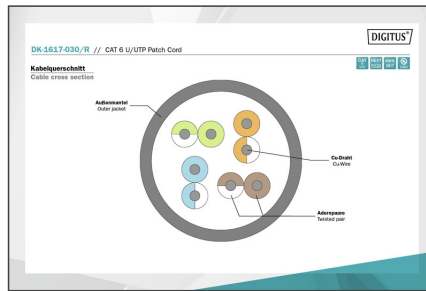 DIGITUS®
DK-1617-030/R // CAT 6 U/UTP Patch Cord
Kabelquerschnitt
Cable cross section
Außenmantel
Outer jacket
Cu-Draht
Cu-Wire
Adernpaare
Twisted pair